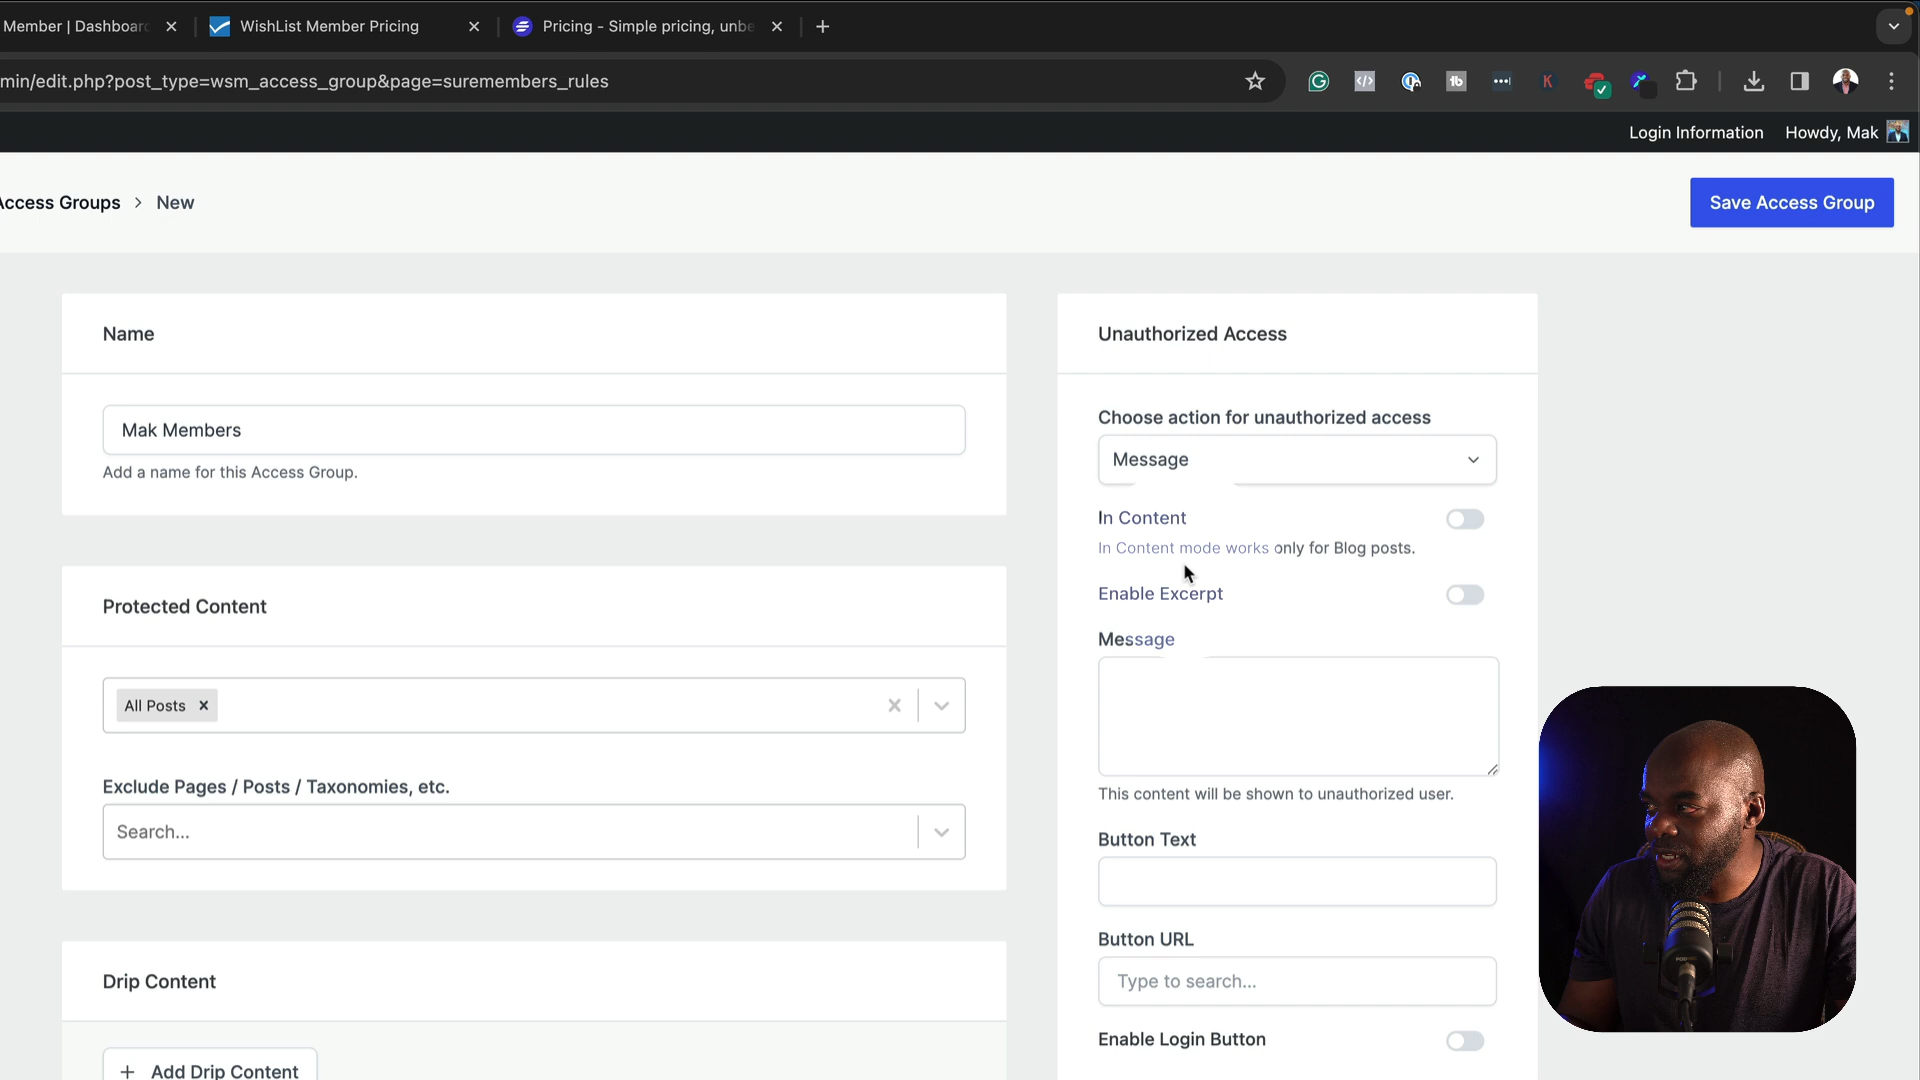 Member | Dashboar
WishList Member Pricing
Pricing - Simple pricing, unbe
min/edit.php?post_type=wsm_access_group&page=suremembers_rules
Login Information
Howdy, Mak
Access Groups > New
Save Access Group
Name
Mak Members
Add a name for this Access Group.
Protected Content
All Posts
Exclude Pages / Posts / Taxonomies, etc.
Search...
Drip Content
+ Add Drip Content
Unauthorized Access
Choose action for unauthorized access
Message
In Content
In Content mode works only for Blog posts.
Enable Excerpt
Message
This content will be shown to unauthorized user.
Button Text
Button URL
Type to search...
Enable Login Button